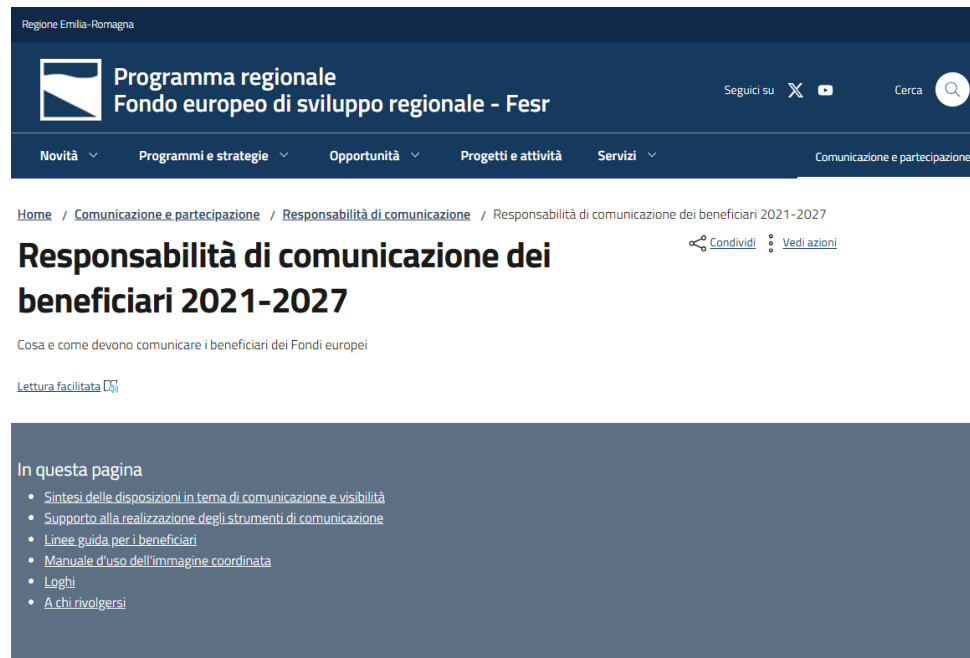 Regione Emilia-Romagna
Programma regionale
Fondo europeo di sviluppo regionale - Fesr
Seguici su
Cerca
Novità
Programmi e strategie
Opportunità
Progetti e attività
Servizi
Comunicazione e partecipazione
Home / Comunicazione e partecipazione / Responsabilità di comunicazione / Responsabilità di comunicazione dei beneficiari 2021-2027
Responsabilità di comunicazione dei
beneficiari 2021-2027
Condividi
Vedi azioni
Cosa e come devono comunicare i beneficiari dei Fondi europei
Lettura facilitata
In questa pagina
Sintesi delle disposizioni in tema di comunicazione e visibilità
Supporto alla realizzazione degli strumenti di comunicazione
Linee guida per i beneficiari
Manuale d'uso dell'immagine coordinata
Loghi
A chi rivolgersi